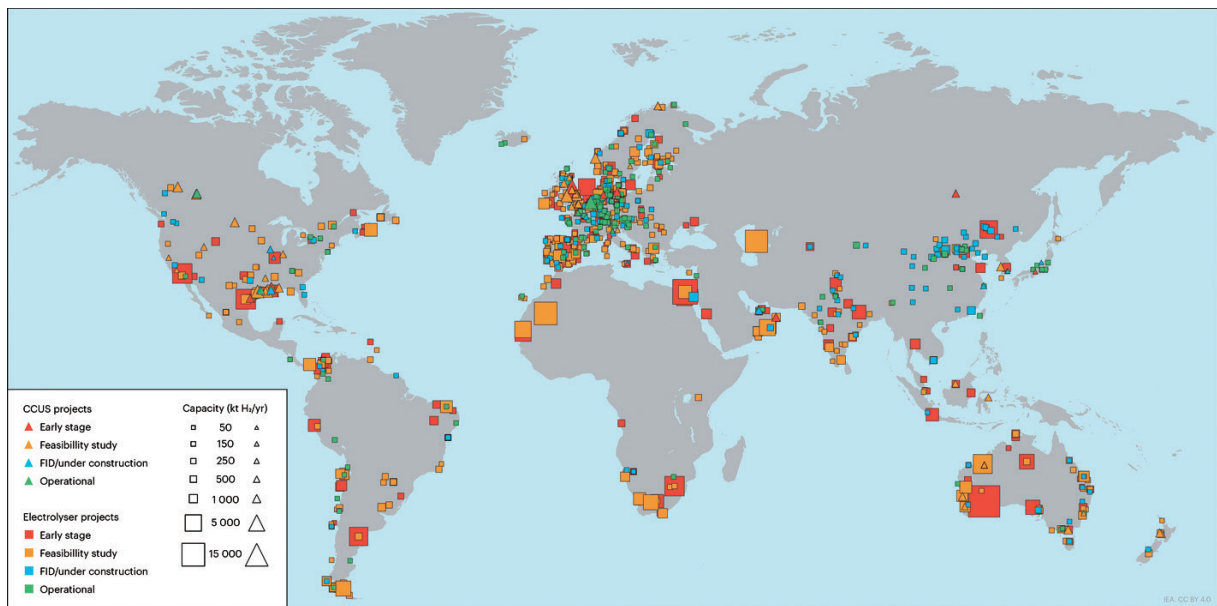 CCUS projects
Early stage
Feasibillity study
FID/under construction
Operational
Electrolyser projects
Early stage
Feasibillity study
FID/under construction
Operational
Capacity (kt H₂/yr)
50
150
250
500
1 000
5 000
15 000
IEA. CC BY 4.0